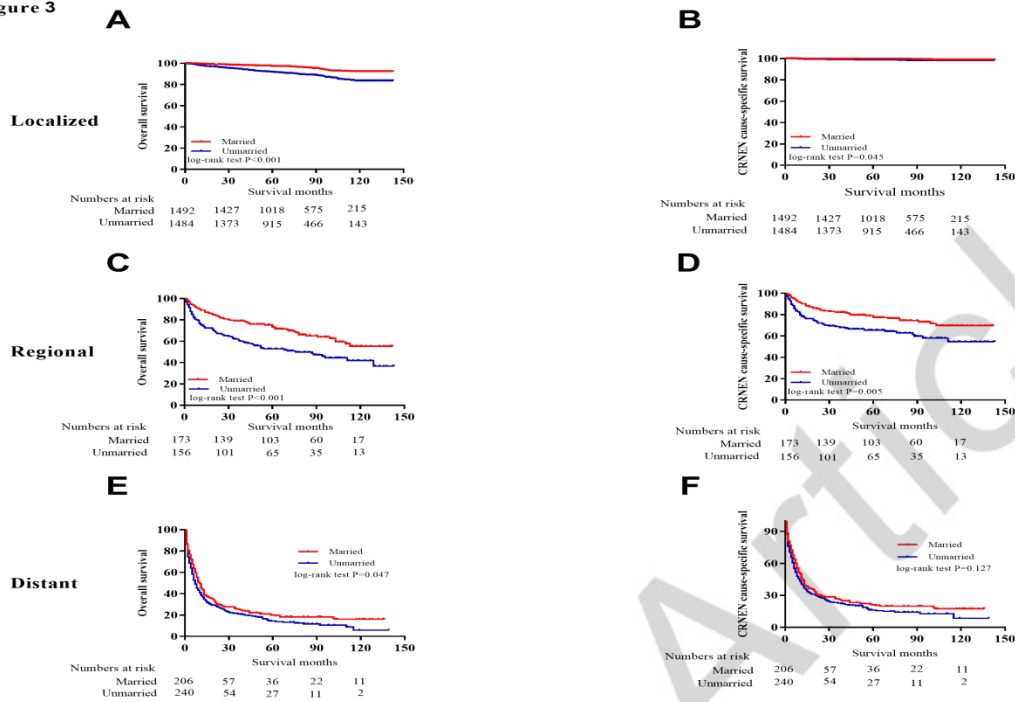 gure 3
A
B
Localized
Overall survival
100
80
60
40
20
0
Married
Unmarried
log-rank test P<0.001
0 30 60 90 120 150
Survival months
Numbers at risk
Married 1492 1427 1018 575 215
Unmarried 1484 1373 915 466 143
CRNEN cause-specific survival
100
80
60
40
20
0
Married
Unmarried
log-rank test P=0.045
0 30 60 90 120 150
Survival months
Numbers at risk
Married 1492 1427 1018 575 215
Unmarried 1484 1373 915 466 143
C
D
Regional
Overall survival
100
80
60
40
20
0
Married
Unmarried
log-rank test P<0.001
0 30 60 90 120 150
Survival months
Numbers at risk
Married 173 139 103 60 17
Unmarried 156 101 65 35 13
CRNEN cause-specific survival
100
80
60
40
20
0
Married
Unmarried
log-rank test P=0.005
0 30 60 90 120 150
Survival months
Numbers at risk
Married 173 139 103 60 17
Unmarried 156 101 65 35 13
E
F
Distant
Overall survival
100
80
60
40
20
0
Married
Unmarried
log-rank test P=0.047
0 30 60 90 120 150
Survival months
Numbers at risk
Married 206 57 36 22 11
Unmarried 240 54 27 11 2
CRNEN cause-specific survival
90
60
30
0
Married
Unmarried
log-rank test P=0.127
0 30 60 90 120 150
Survival months
Numbers at risk
Married 206 57 36 22 11
Unmarried 240 54 27 11 2
Articl